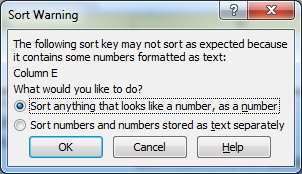 Sort Warning
The following sort key may not sort as expected because
it contains some numbers formatted as text:
Column E
What would you like to do?
Sort anything that looks like a number, as a number
Sort numbers and numbers stored as text separately
OK Cancel Help